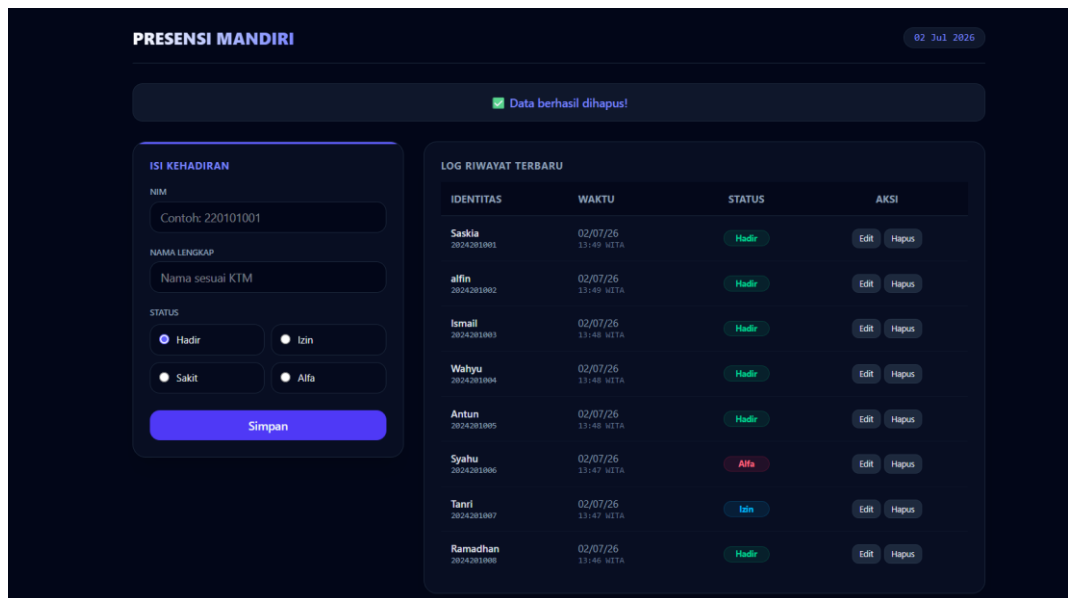 PRESENSI MANDIRI
02 Jul 2026
✅ Data berhasil dihapus!
ISI KEHADIRAN
NIM
Contoh: 220101001
NAMA LENGKAP
Nama sesuai KTM
STATUS
Hadir Izin
Sakit Alfa
Simpan
LOG RIWAYAT TERBARU
IDENTITAS WAKTU STATUS AKSI
Saskia 02/07/26 Hadir Edit Hapus
2024201001 13:49 WITA
alfin 02/07/26 Hadir Edit Hapus
2024201002 13:49 WITA
Ismail 02/07/26 Hadir Edit Hapus
2024201003 13:48 WITA
Wahyu 02/07/26 Hadir Edit Hapus
2024201004 13:48 WITA
Antun 02/07/26 Hadir Edit Hapus
2024201005 13:48 WITA
Syahu 02/07/26 Alfa Edit Hapus
2024201006 13:47 WITA
Tanri 02/07/26 Izin Edit Hapus
2024201007 13:47 WITA
Ramadhan 02/07/26 Hadir Edit Hapus
2024201008 13:46 WITA